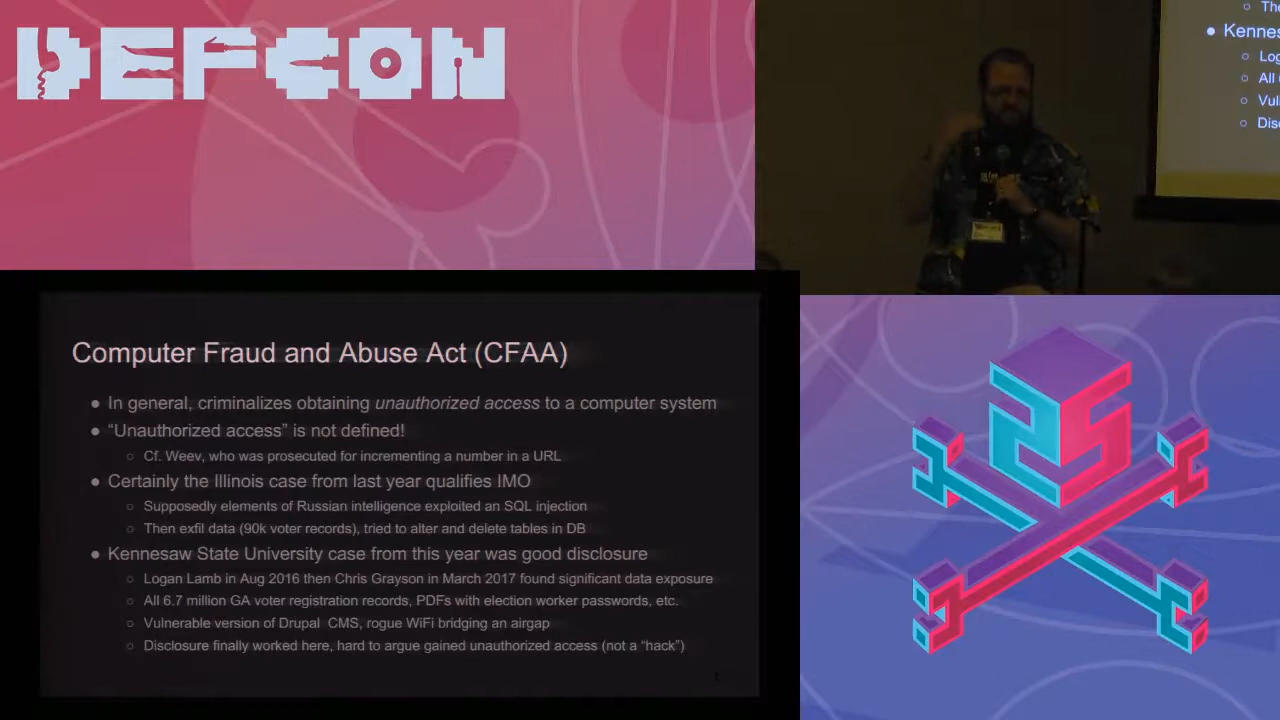 DEFCON
The
● Kennes
○ Log
○ All
○ Vul
○ Disc
Computer Fraud and Abuse Act (CFAA)
● In general, criminalizes obtaining unauthorized access to a computer system
● “Unauthorized access” is not defined!
○ Cf. Weev, who was prosecuted for incrementing a number in a URL
● Certainly the Illinois case from last year qualifies IMO
○ Supposedly elements of Russian intelligence exploited an SQL injection
○ Then exfil data (90k voter records), tried to alter and delete tables in DB
● Kennesaw State University case from this year was good disclosure
○ Logan Lamb in Aug 2016 then Chris Grayson in March 2017 found significant data exposure
○ All 6.7 million GA voter registration records, PDFs with election worker passwords, etc.
○ Vulnerable version of Drupal CMS, rogue WiFi bridging an airgap
○ Disclosure finally worked here, hard to argue gained unauthorized access (not a “hack”)
25